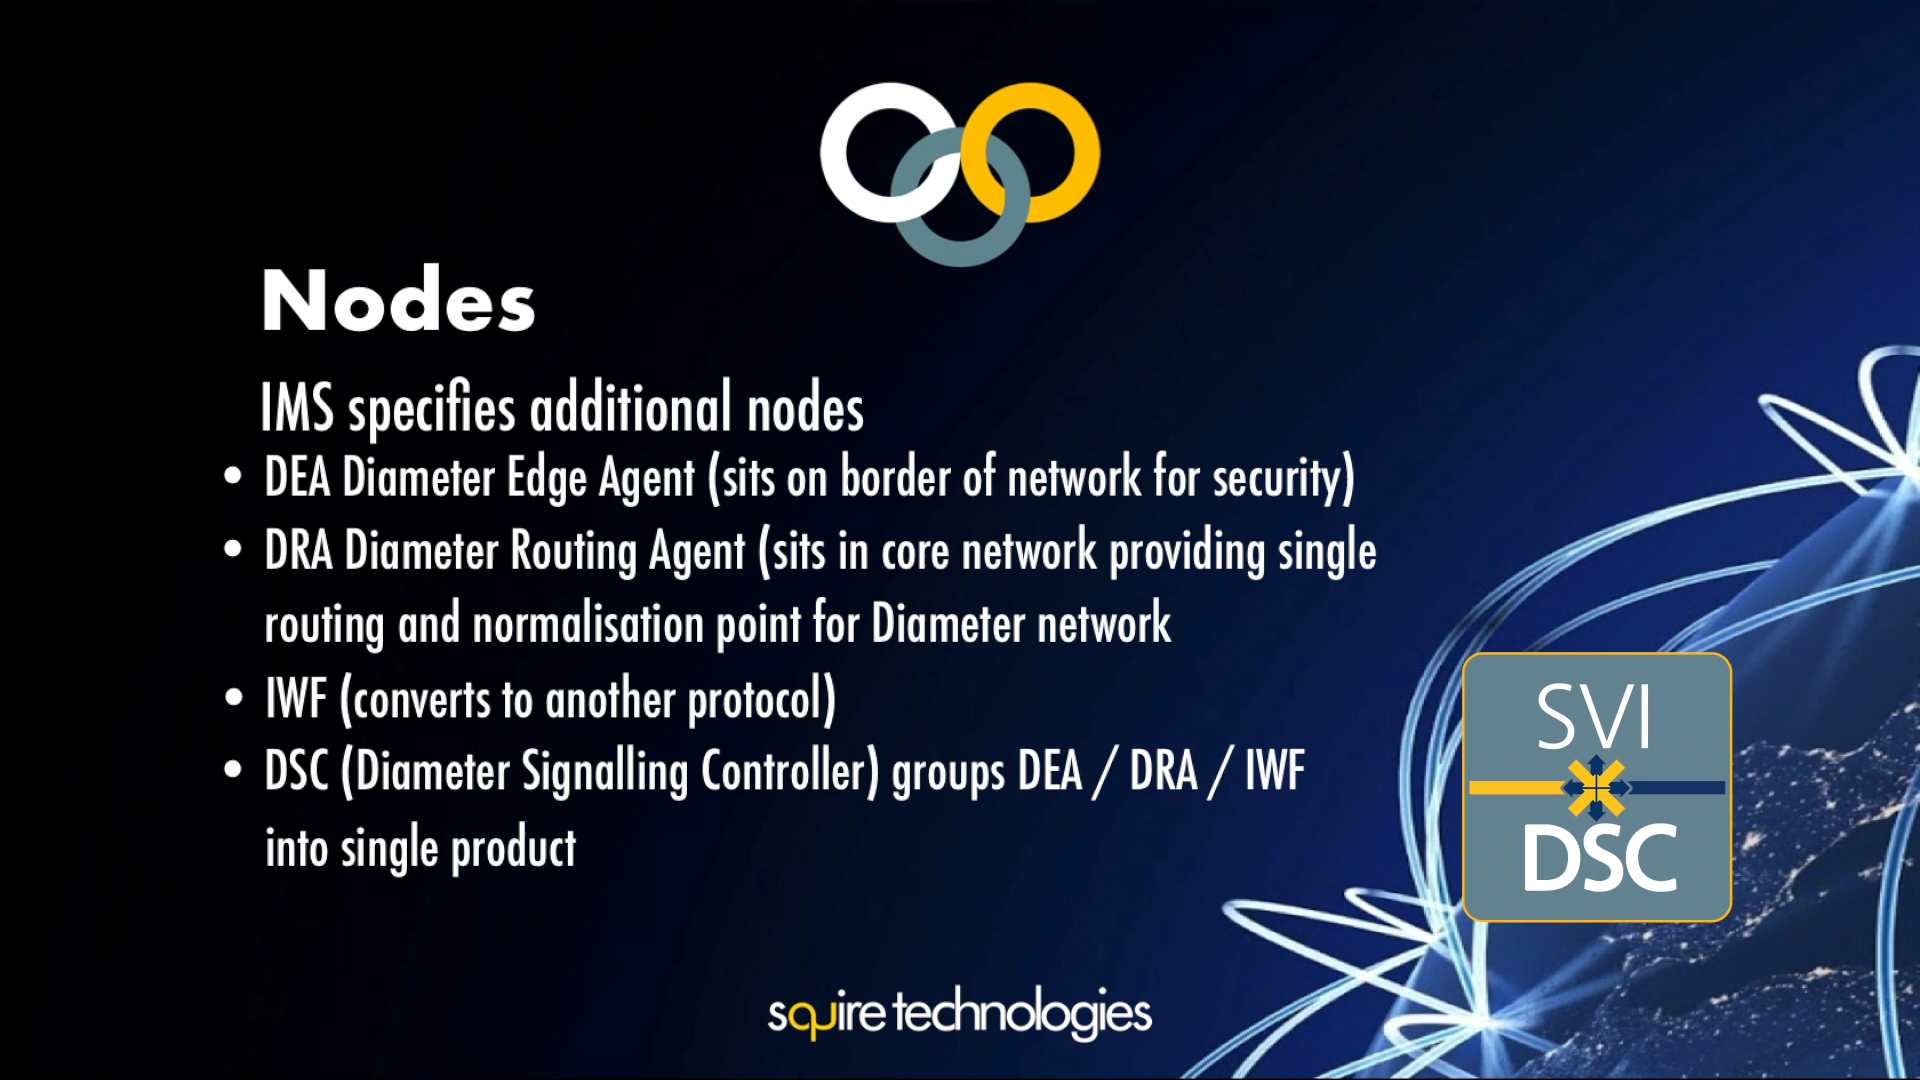 Nodes
IMS specifies additional nodes
• DEA Diameter Edge Agent (sits on border of network for security)
• DRA Diameter Routing Agent (sits in core network providing single
routing and normalisation point for Diameter network
• IWF (converts to another protocol)
• DSC (Diameter Signalling Controller) groups DEA / DRA / IWF
into single product
SVI
DSC
squire technologies